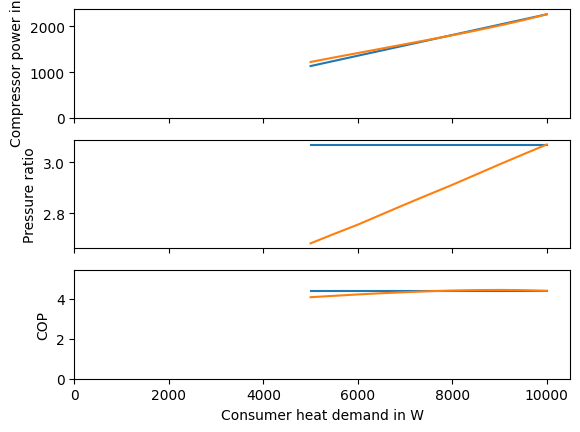 Compressor power in
2000
1000
0
Pressure ratio
3.0
2.8
COP
4
2
0
0 2000 4000 6000 8000 10000
Consumer heat demand in W